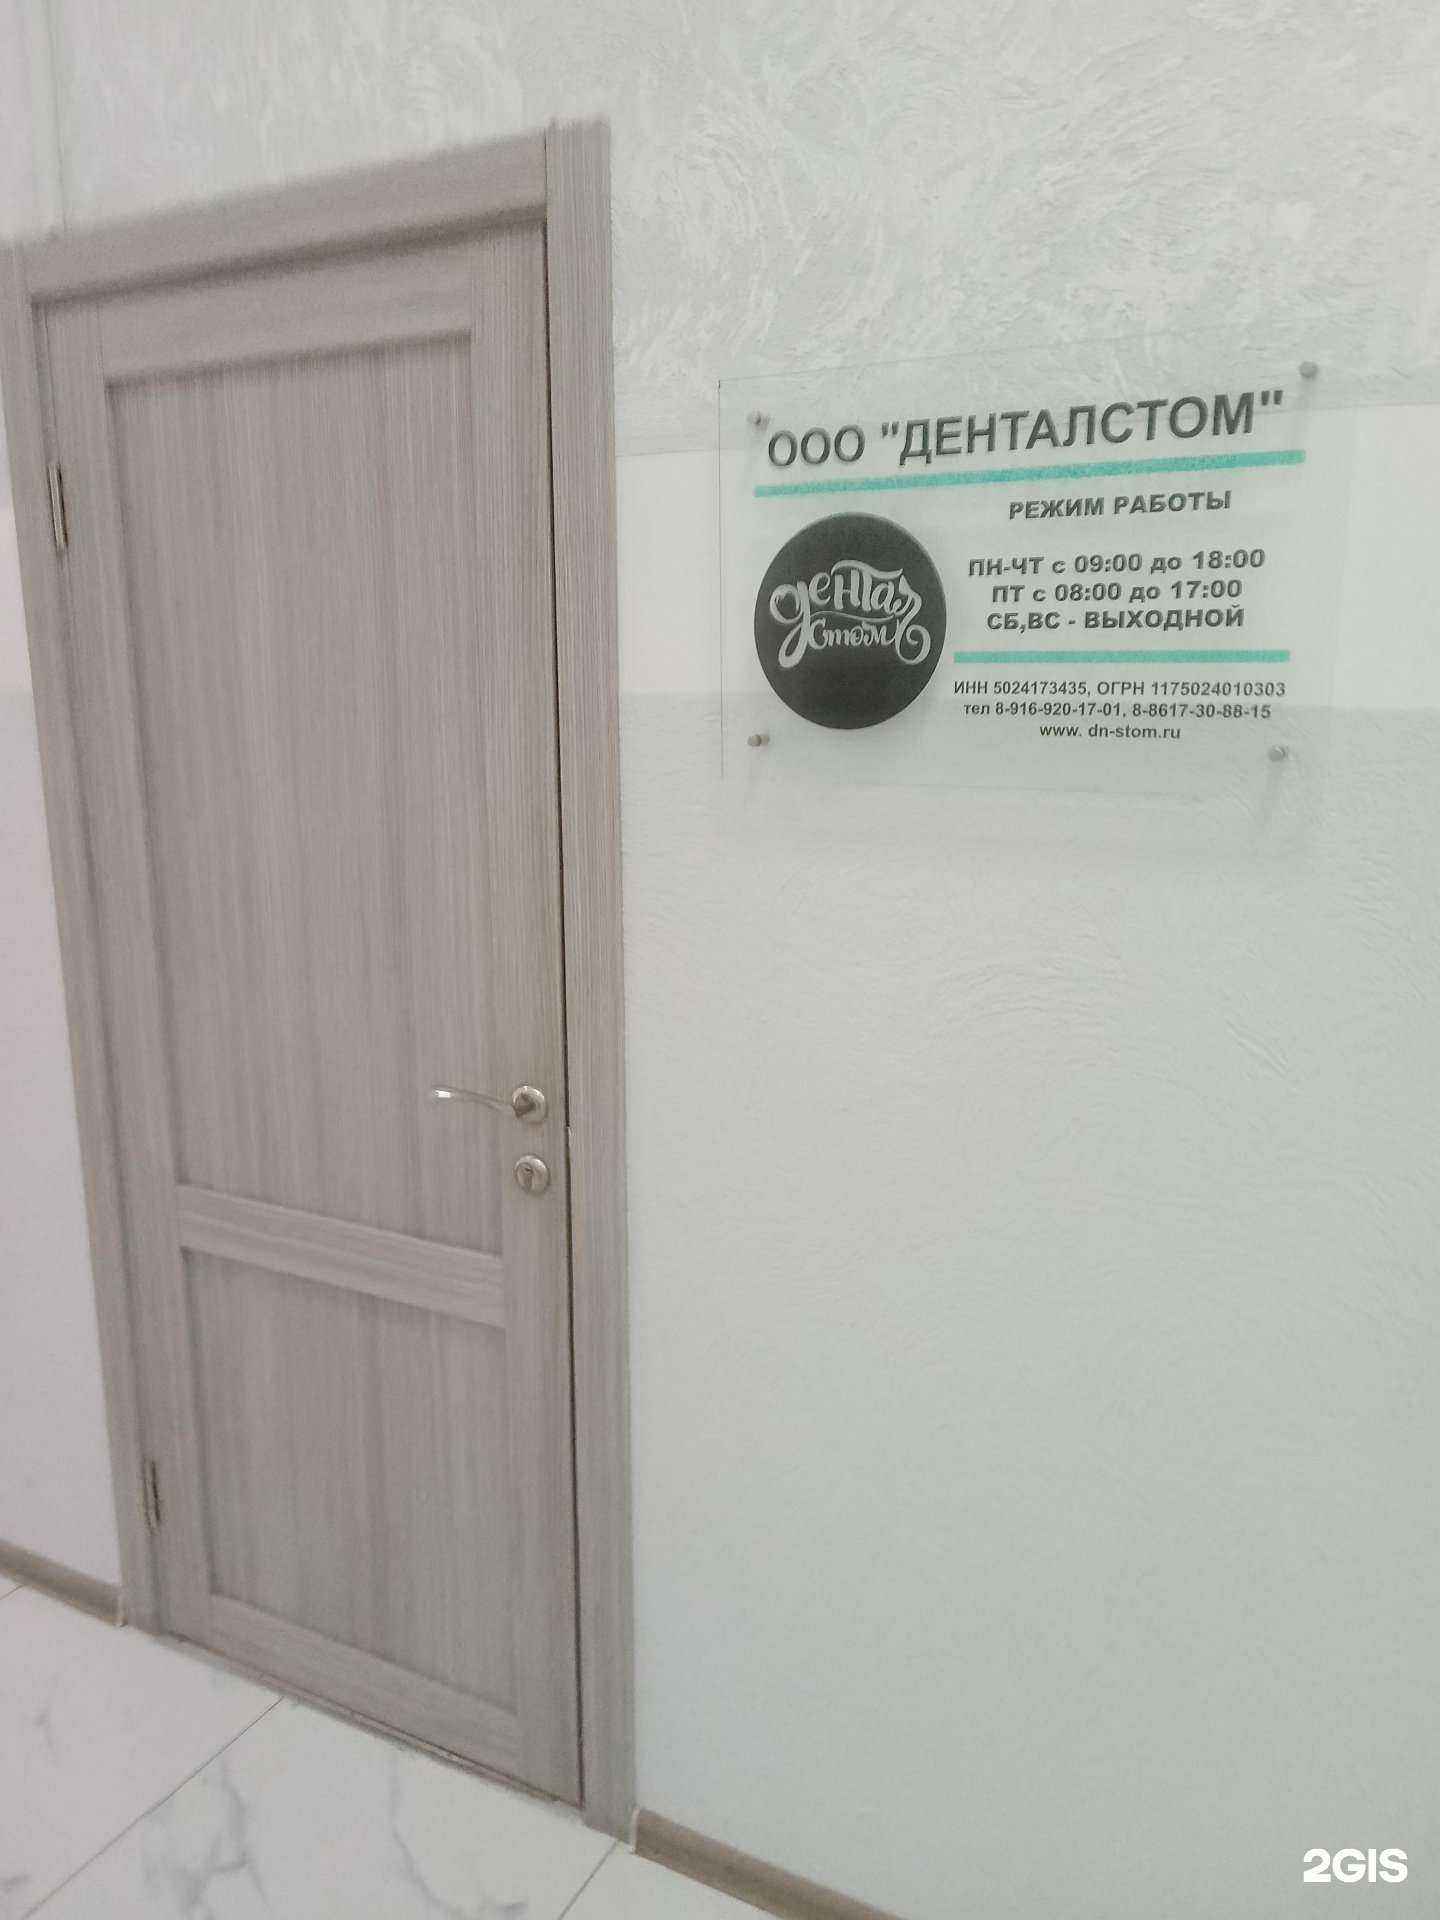 ООО "ДЕНТАЛСТОМ"
РЕЖИМ РАБОТЫ
ПН-ЧТ с 09:00 до 18:00
ПТ с 08:00 до 17:00
СБ,ВС - ВЫХОДНОЙ
Дентал
Стом
ИНН 5024173435, ОГРН 1175024010303
тел 8-916-920-17-01, 8-8617-30-88-15
www. dn-stom.ru
2GIS